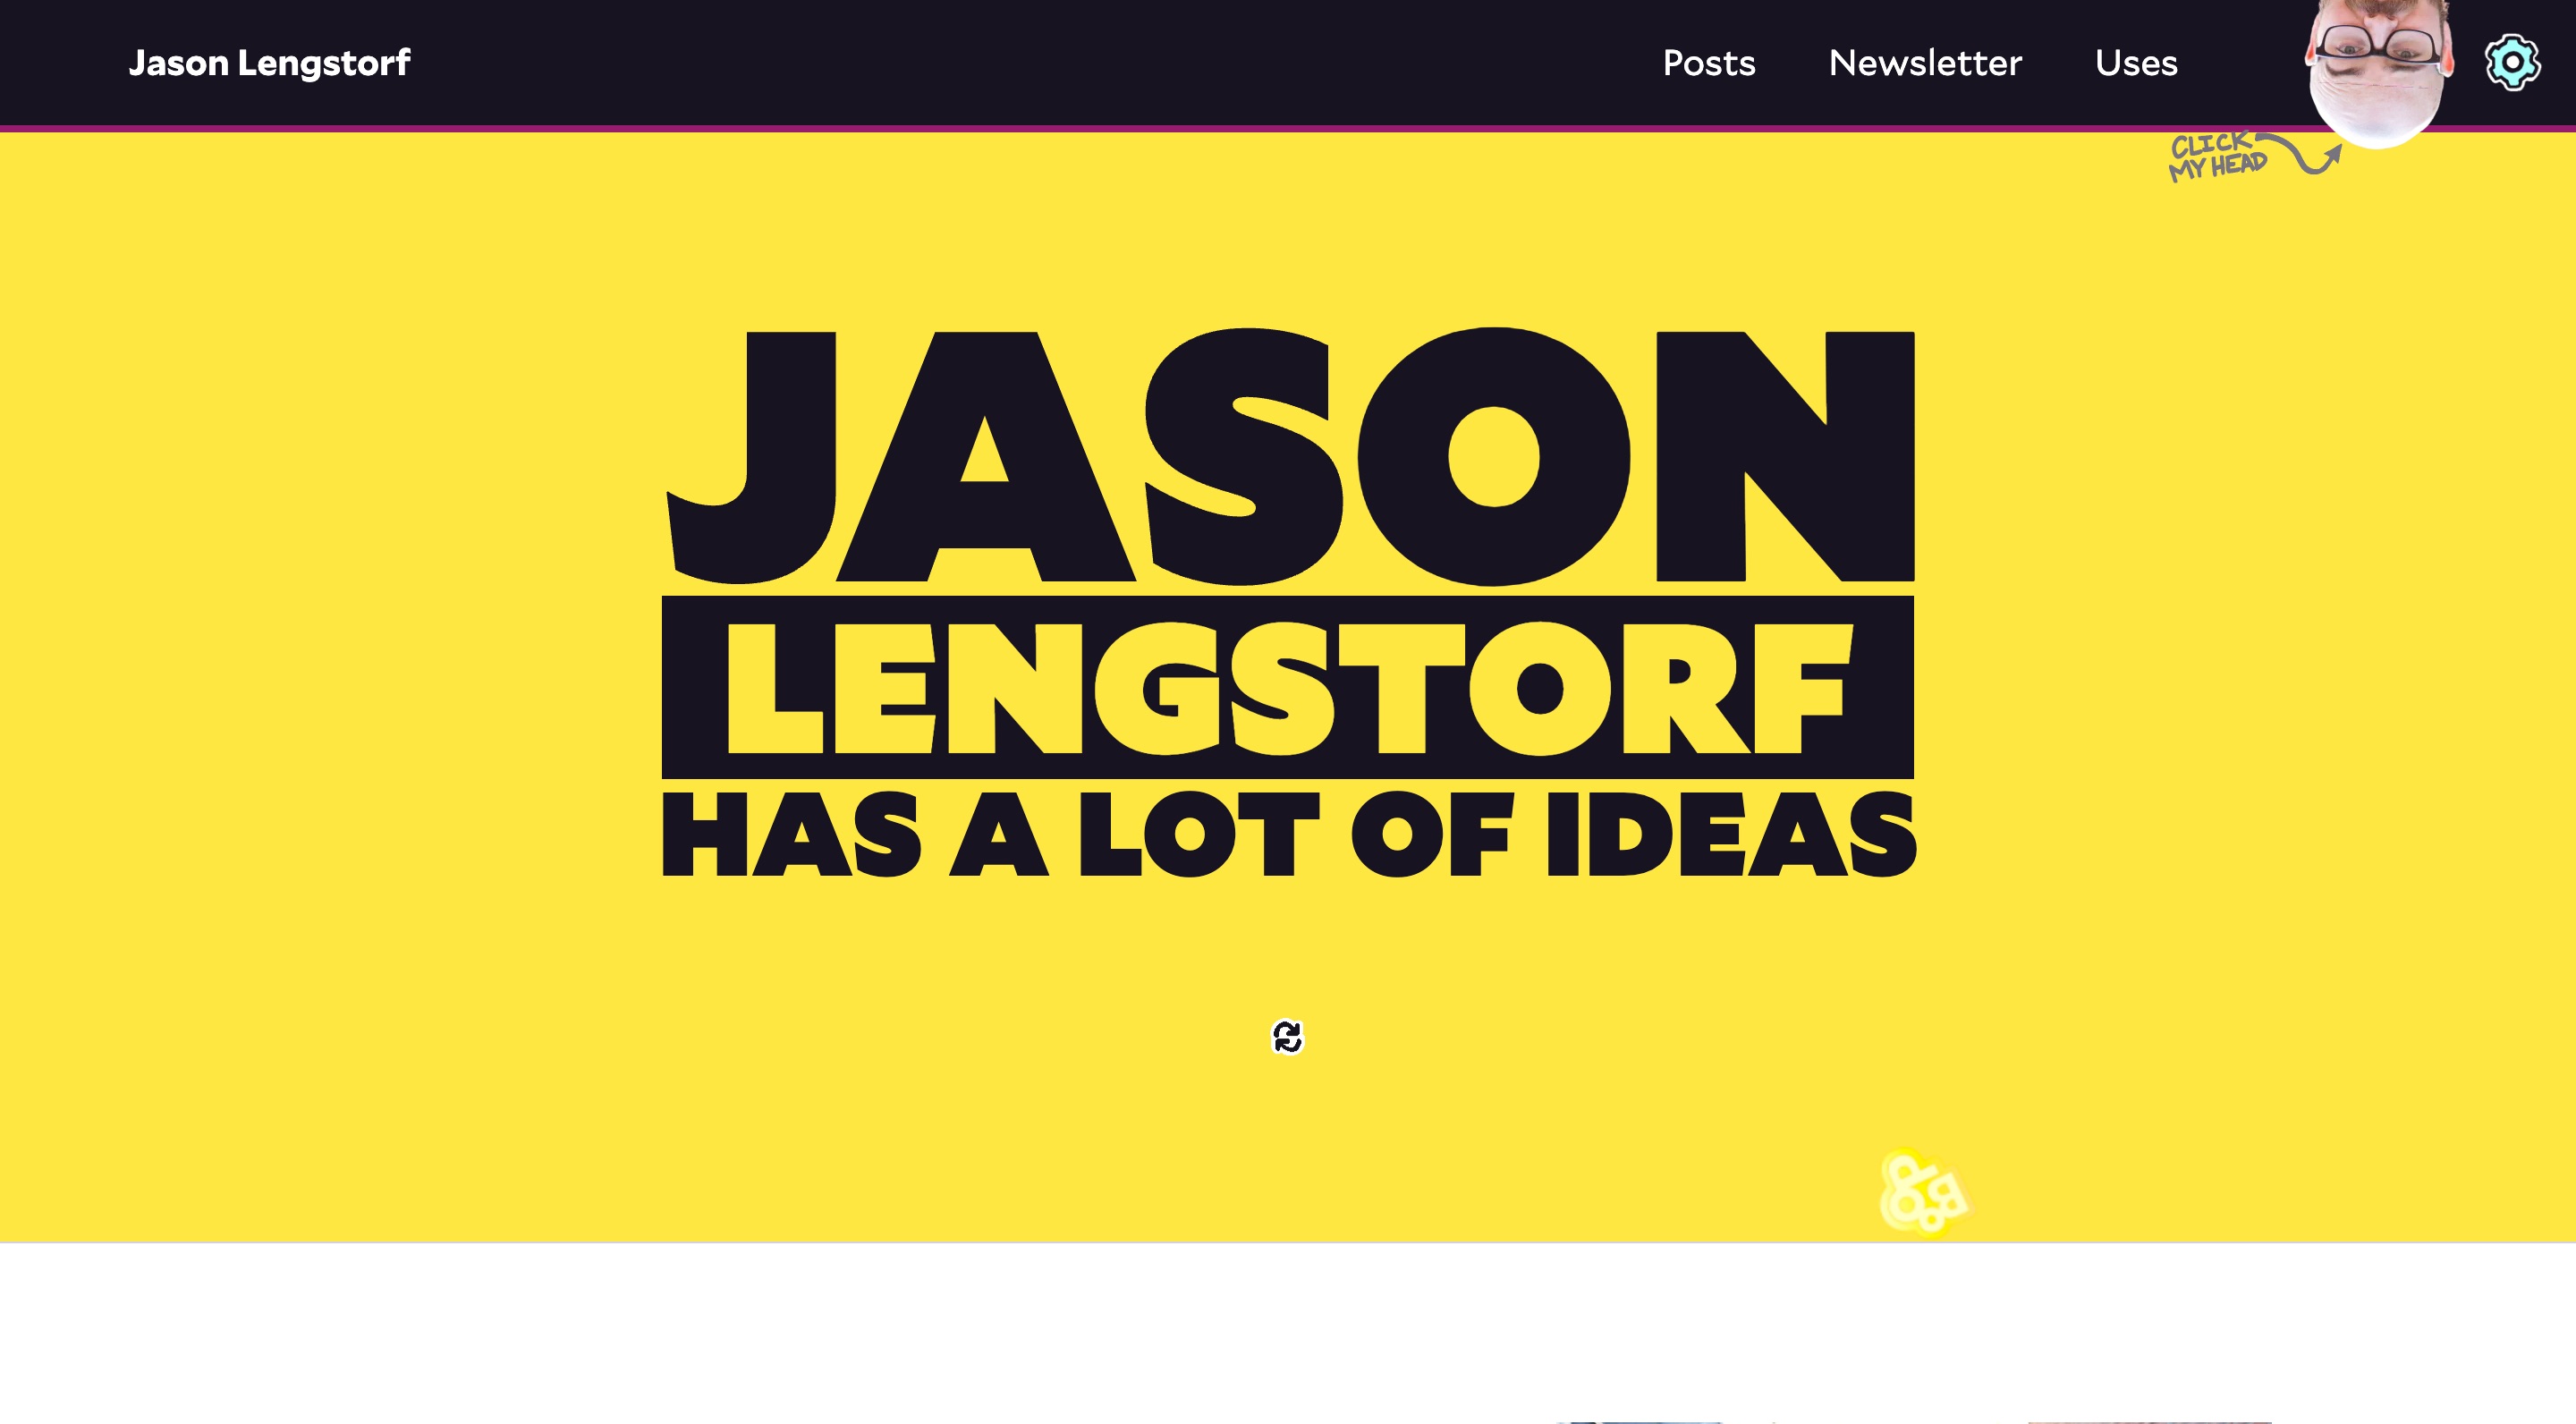 Jason Lengstorf
Posts
Newsletter
Uses
CLICK
MY HEAD
JASON
LENGSTORF
HAS A LOT OF IDEAS